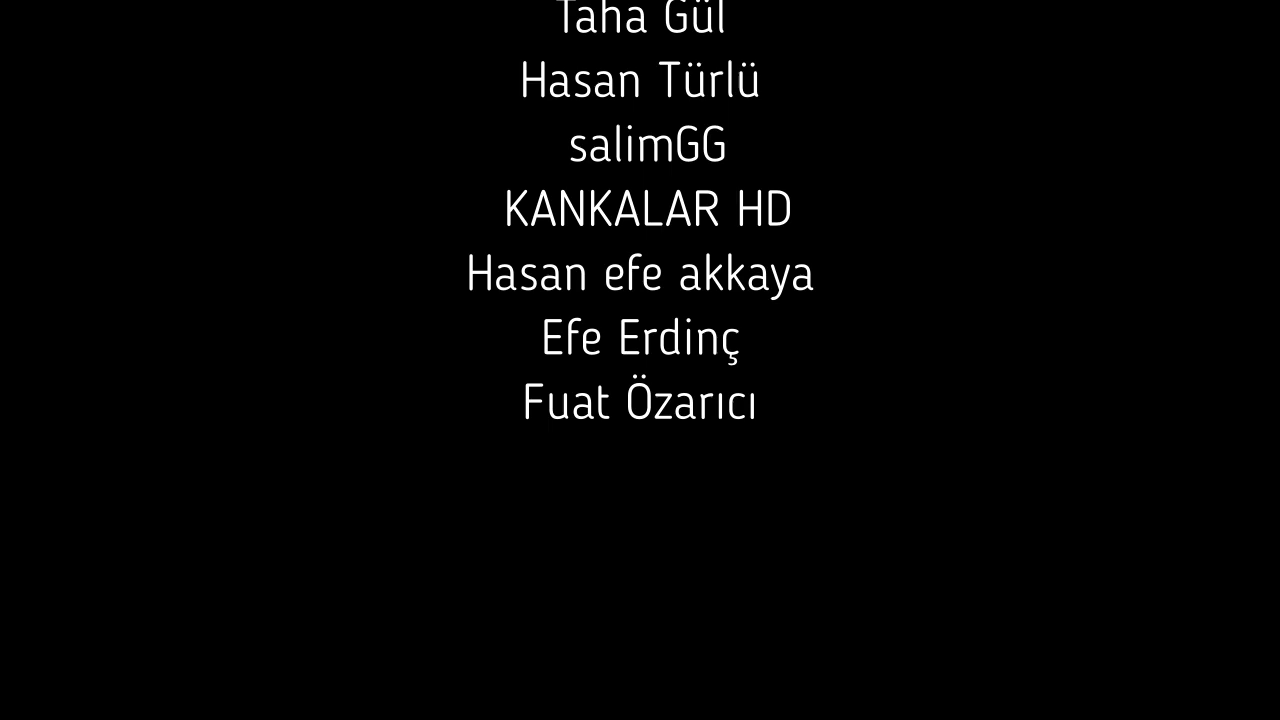 Taha Gül
Hasan Türlü
salimGG
KANKALAR HD
Hasan efe akkaya
Efe Erdinç
Fuat Özarıcı